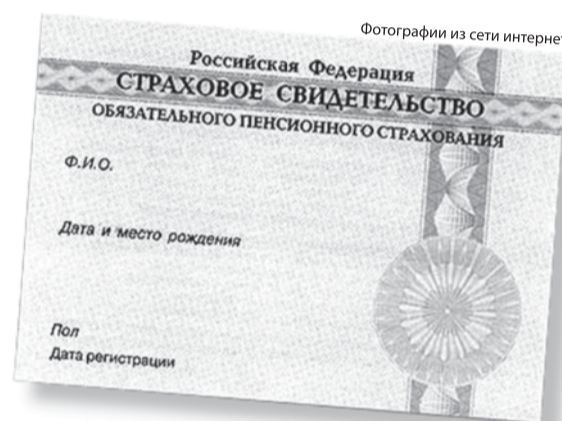 Фотографии из сети интернет
Российская Федерация
СТРАХОВОЕ СВИДЕТЕЛЬСТВО
ОБЯЗАТЕЛЬНОГО ПЕНСИОННОГО СТРАХОВАНИЯ
Ф.И.О.
Дата и место рождения
Пол
Дата регистрации